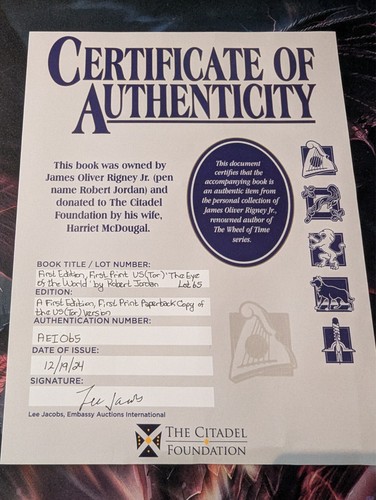 CERTIFICATE OF
AUTHENTICITY
This book was owned by
James Oliver Rigney Jr. (pen
name Robert Jordan) and
donated to The Citadel
Foundation by his wife,
Harriet McDougal.
This document
certifies that the
accompanying book is
an authentic item from
the personal collection of
James Oliver Rigney Jr.,
renowned author of
The Wheel of Time
series.
BOOK TITLE / LOT NUMBER:
First Edition, First Print US(Tor) 'The Eye
of the World' by Robert Jordan Lot 65
EDITION:
A First Edition, First Print Paperback Copy of
the US(Tor) Version
AUTHENTICATION NUMBER:
AEI065
DATE OF ISSUE:
12/19/24
SIGNATURE:
Lee Jacobs
Lee Jacobs, Embassy Auctions International
THE CITADEL
FOUNDATION